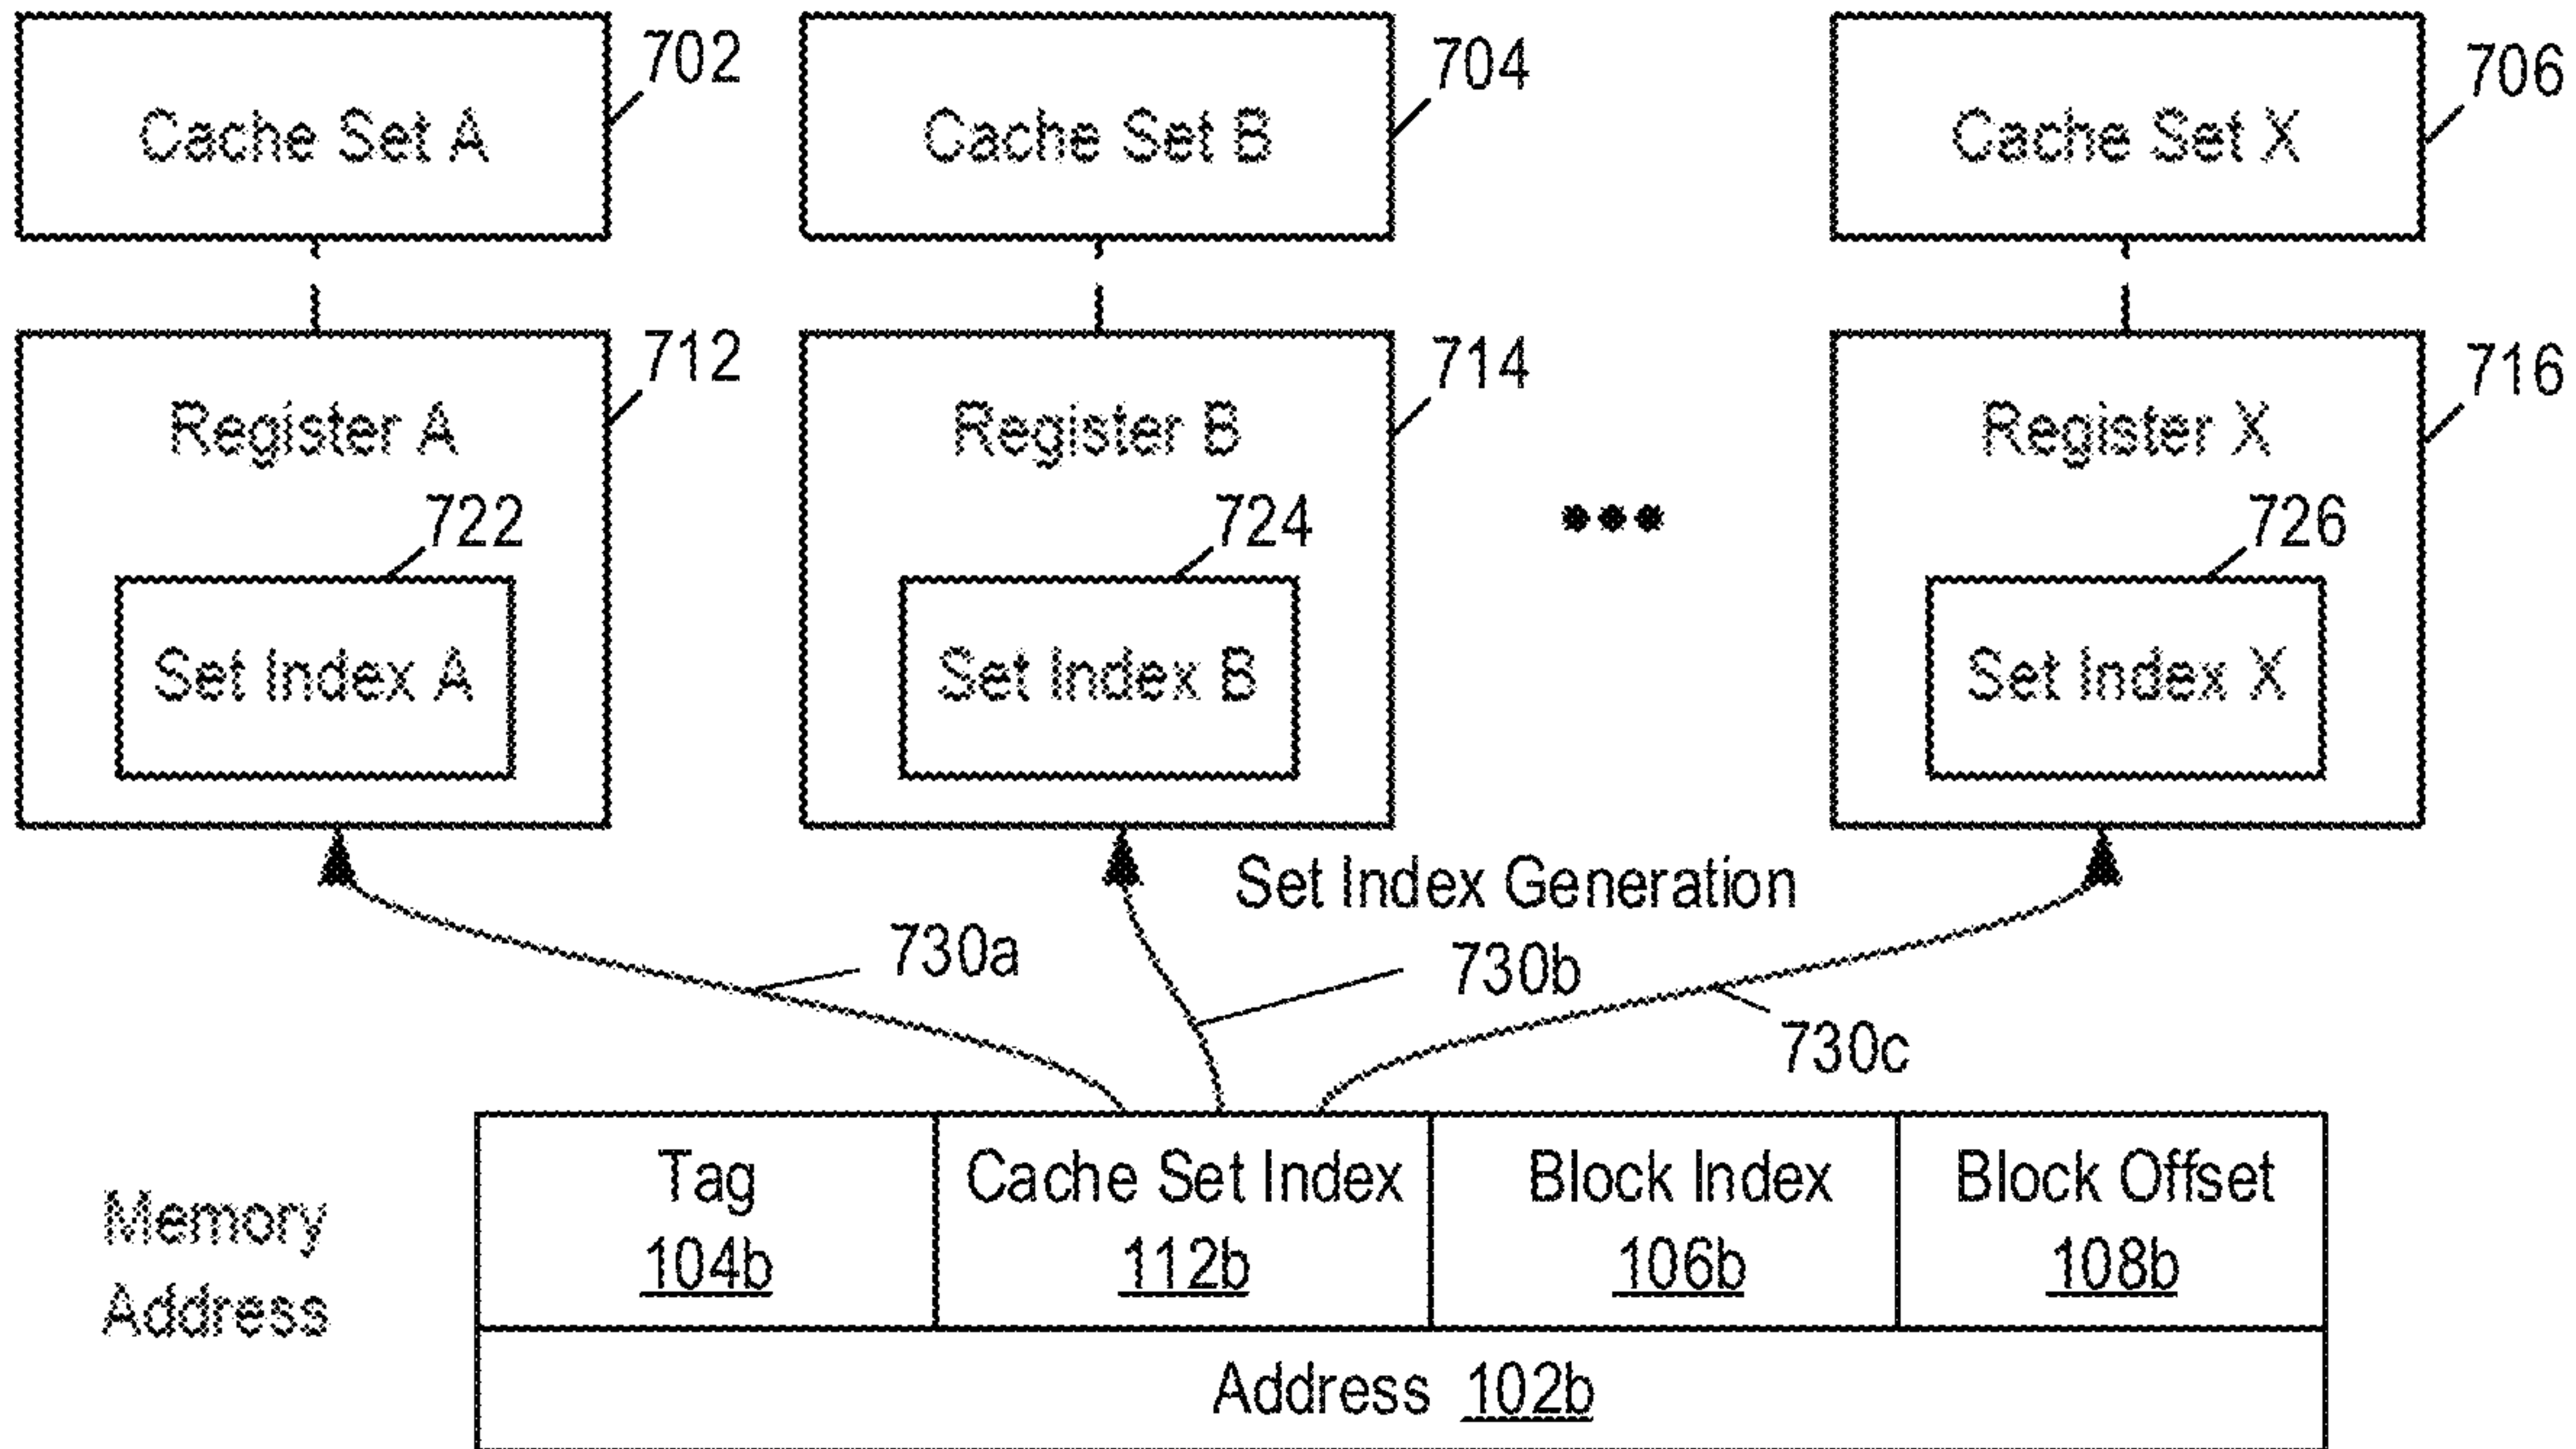 702
704
706
Cache Set A
Cache Set B
Cache Set X
712
714
716
Register A
Register B
Register X
722
724
726
Set Index A
Set Index B
Set Index X
Set Index Generation
730a
730b
730c
Memory
Address
Tag
104b
Cache Set Index
112b
Block Index
106b
Block Offset
108b
Address 102b